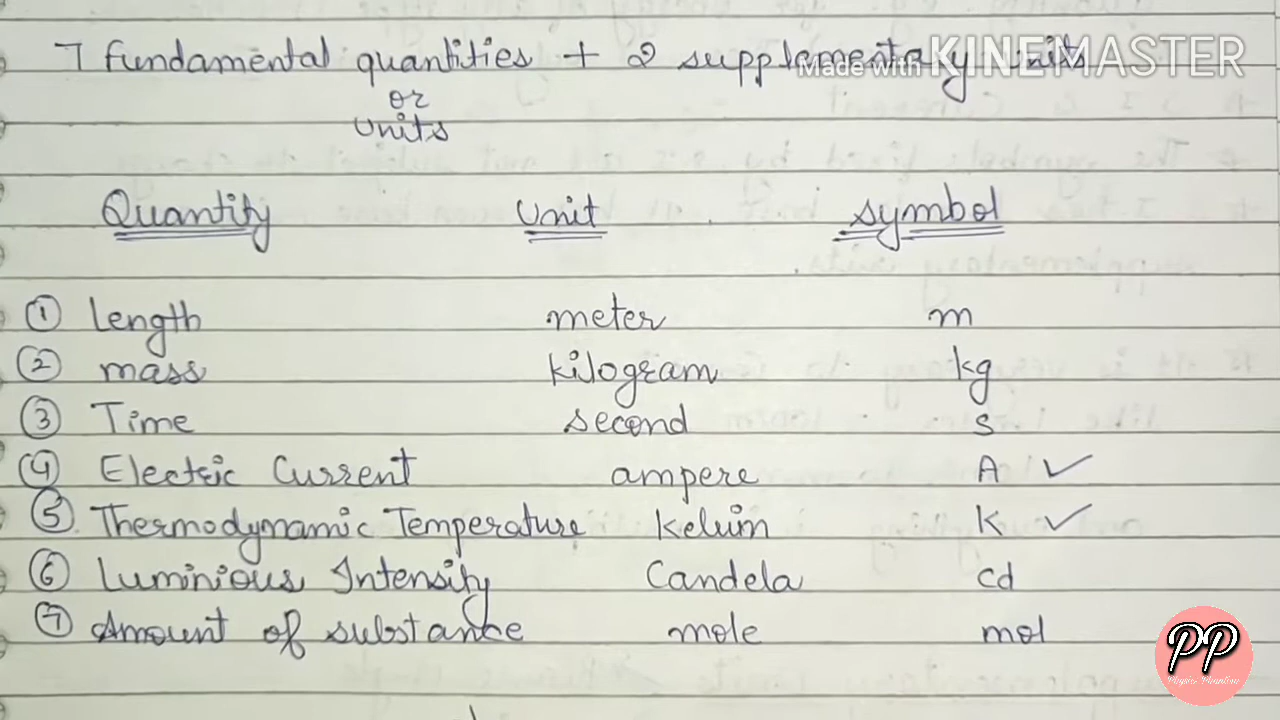 7 fundamental quantities + 2 supplementary units
Made with KINEMASTER
or
units
Quantity Unit Symbol
① Length meter m
② mass kilogram kg
③ Time second s
④ Electric Current ampere A ✓
⑤ Thermodynamic Temperature Kelvin K ✓
⑥ Luminious Intensity Candela cd
⑦ Amount of substance mole mol
PP